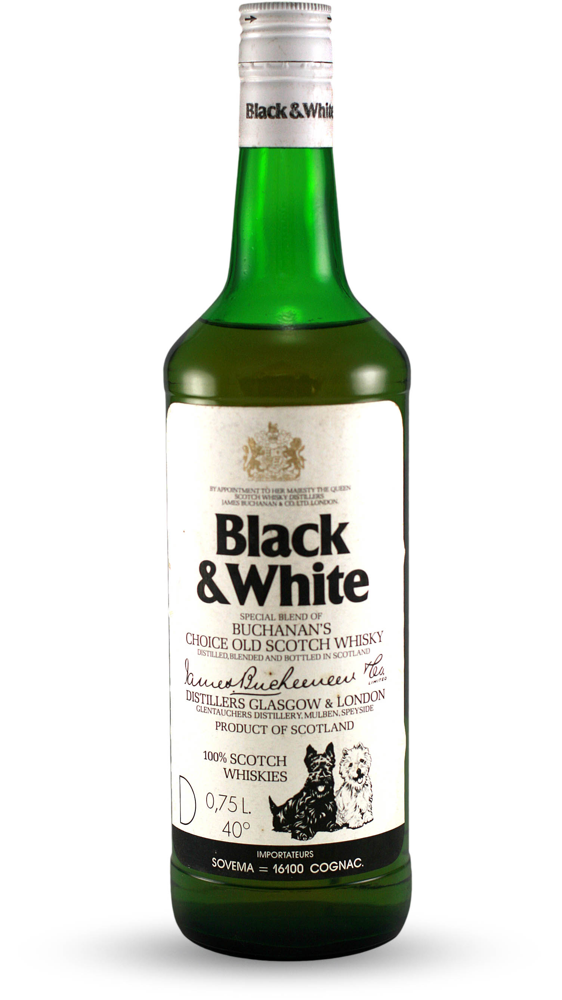 Black & White
BY APPOINTMENT TO HER MAJESTY THE QUEEN
SCOTCH WHISKY DISTILLERS
JAMES BUCHANAN & CO. LTD. LONDON.
Black
& White
SPECIAL BLEND OF
BUCHANAN'S
CHOICE OLD SCOTCH WHISKY
DISTILLED, BLENDED AND BOTTLED IN SCOTLAND
James Buchanan & Co.
LIMITED
DISTILLERS GLASGOW & LONDON
GLENTAUCHERS DISTILLERY, MULBEN, SPEYSIDE
PRODUCT OF SCOTLAND
100% SCOTCH
WHISKIES
D 0,75 L.
40°
IMPORTATEURS
SOVEMA = 16100 COGNAC.